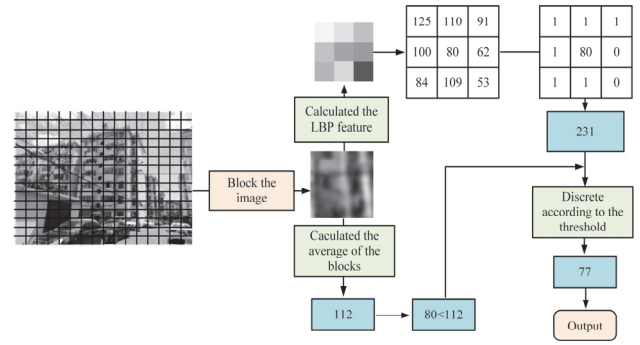 125 110 91
100 80 62
84 109 53
1 1 1
1 80 0
1 1 0
Calculated the
LBP feature
231
Block the
image
Discrete
according to the
threshold
Caculated the
average of the
blocks
77
112
80<112
Output